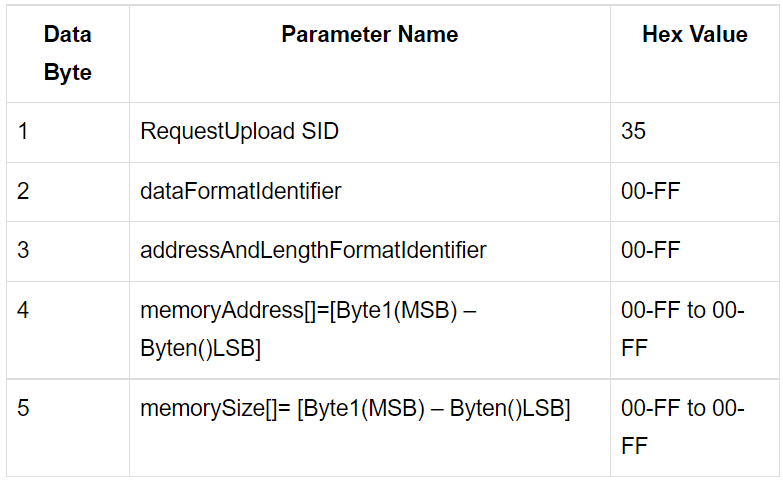 Data Parameter Name Hex Value
Byte
1 RequestUpload SID 35
2 dataFormatIdentifier 00-FF
3 addressAndLengthFormatIdentifier 00-FF
4 memoryAddress[]=[Byte1(MSB) – 00-FF to 00-
Byten()LSB] FF
5 memorySize[]= [Byte1(MSB) – Byten()LSB] 00-FF to 00-
FF